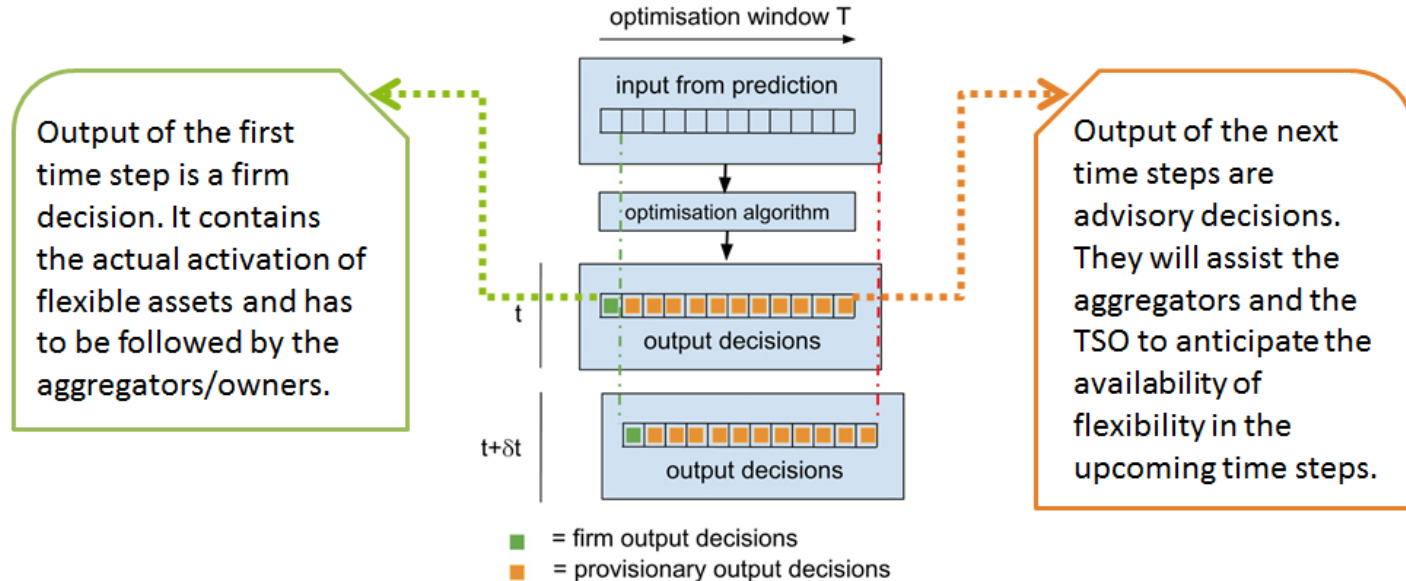 optimisation window T
input from prediction
Output of the first
time step is a firm
decision. It contains
the actual activation of
flexible assets and has
to be followed by the
aggregators/owners.
optimisation algorithm
t
output decisions
t+δt
output decisions
Output of the next
time steps are
advisory decisions.
They will assist the
aggregators and the
TSO to anticipate the
availability of
flexibility in the
upcoming time steps.
= firm output decisions
= provisionary output decisions